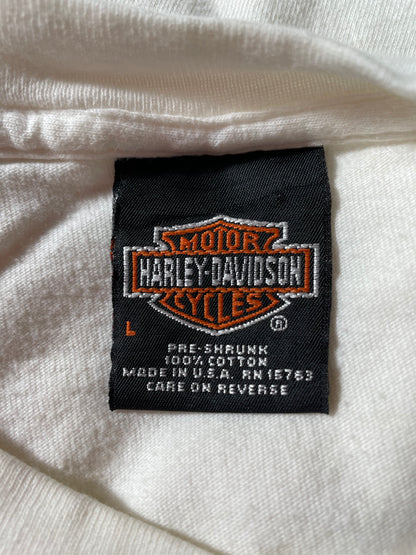 MOTOR
HARLEY-DAVIDSON
CYCLES
®
L
PRE-SHRUNK
100% COTTON
MADE IN U.S.A. RN 15763
CARE ON REVERSE